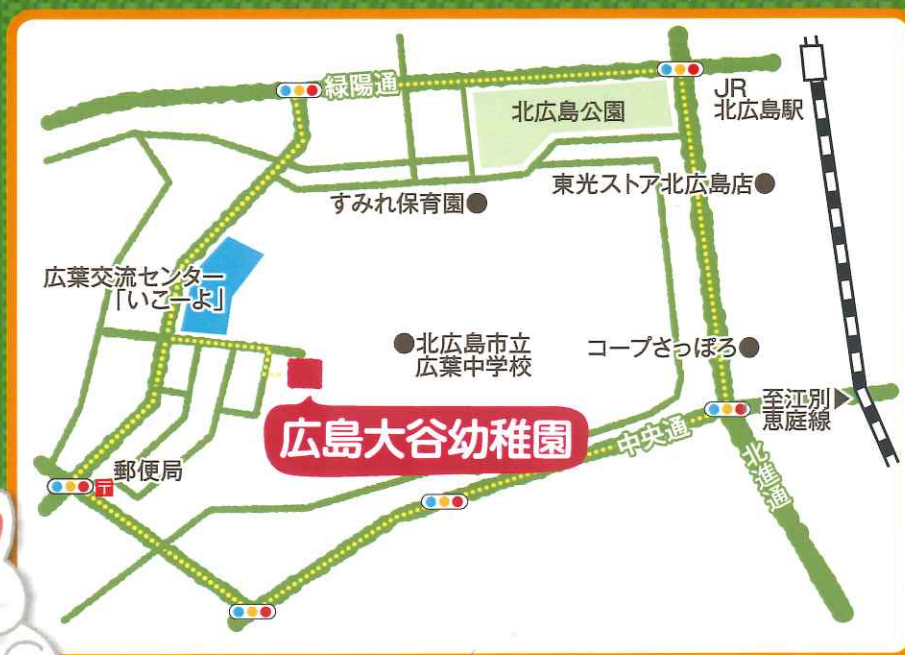 緑陽通
JR
北広島駅
北広島公園
すみれ保育園
東光ストア北広島店
広葉交流センター
「いこーよ」
北広島市立
広葉中学校
コープさっぽろ
至江別
恵庭線
広島大谷幼稚園
中央通
北進通
郵便局
〒